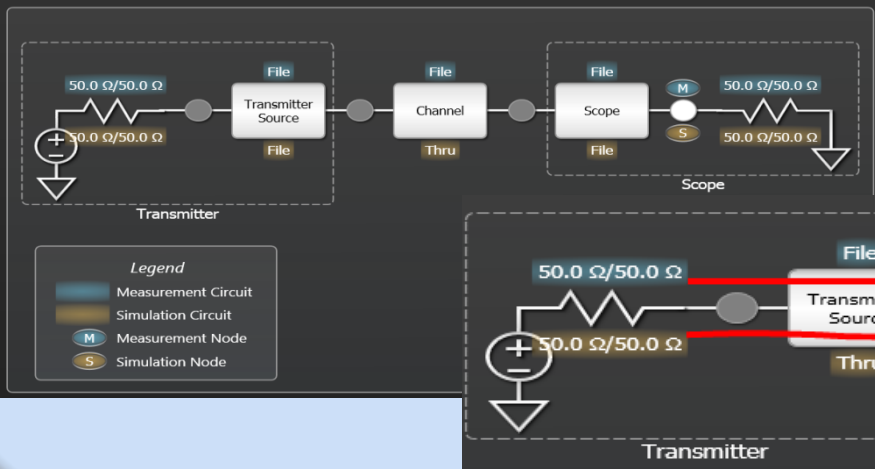 File
File
File
50.0 Ω/50.0 Ω
M
50.0 Ω/50.0 Ω
Transmitter
Source
Channel
Scope
50.0 Ω/50.0 Ω
S
50.0 Ω/50.0 Ω
+
−
File
Thru
File
Scope
Transmitter
Legend
Measurement Circuit
Simulation Circuit
M Measurement Node
S Simulation Node
File
50.0 Ω/50.0 Ω
Transm
Sourc
50.0 Ω/50.0 Ω
+
−
Thru
Transmitter